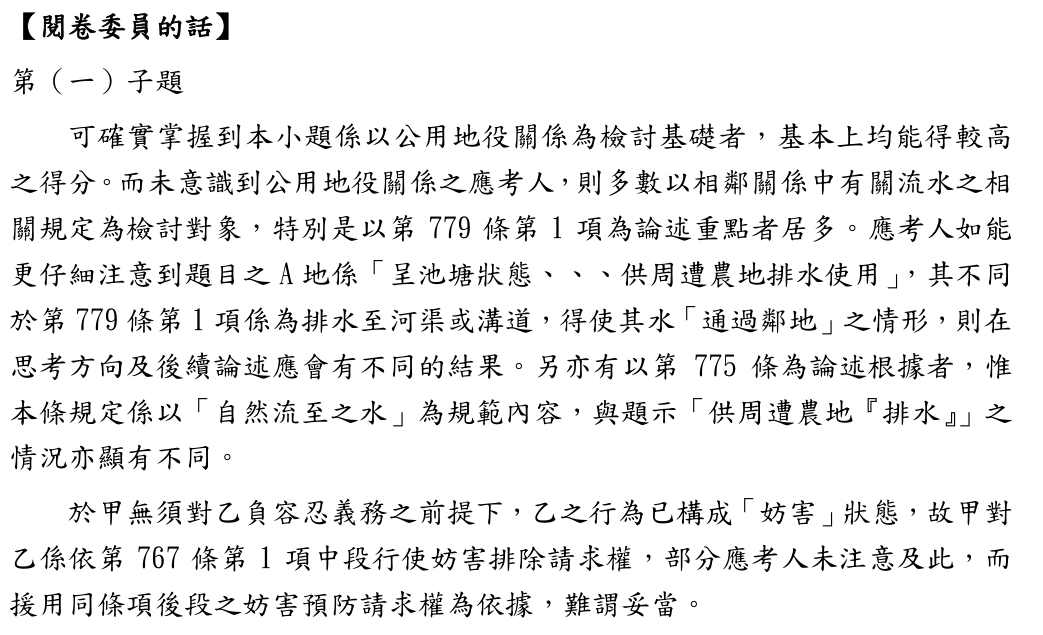 【閱卷委員的話】
第（一）子題
可確實掌握到本小題係以公用地役關係為檢討基礎者，基本上均能得較高
之得分。而未意識到公用地役關係之應考人，則多數以相鄰關係中有關流水之相
關規定為檢討對象，特別是以第 779 條第 1 項為論述重點者居多。應考人如能
更仔細注意到題目之 A 地係「呈池塘狀態、、、供周遭農地排水使用」，其不同
於第 779 條第 1 項係為排水至河渠或溝道，得使其水「通過鄰地」之情形，則在
思考方向及後續論述應會有不同的結果。另亦有以第 775 條為論述根據者，惟
本條規定係以「自然流至之水」為規範內容，與題示「供周遭農地『排水』」之
情況亦顯有不同。
於甲無須對乙負容忍義務之前提下，乙之行為已構成「妨害」狀態，故甲對
乙係依第 767 條第 1 項中段行使妨害排除請求權，部分應考人未注意及此，而
援用同條項後段之妨害預防請求權為依據，難謂妥當。